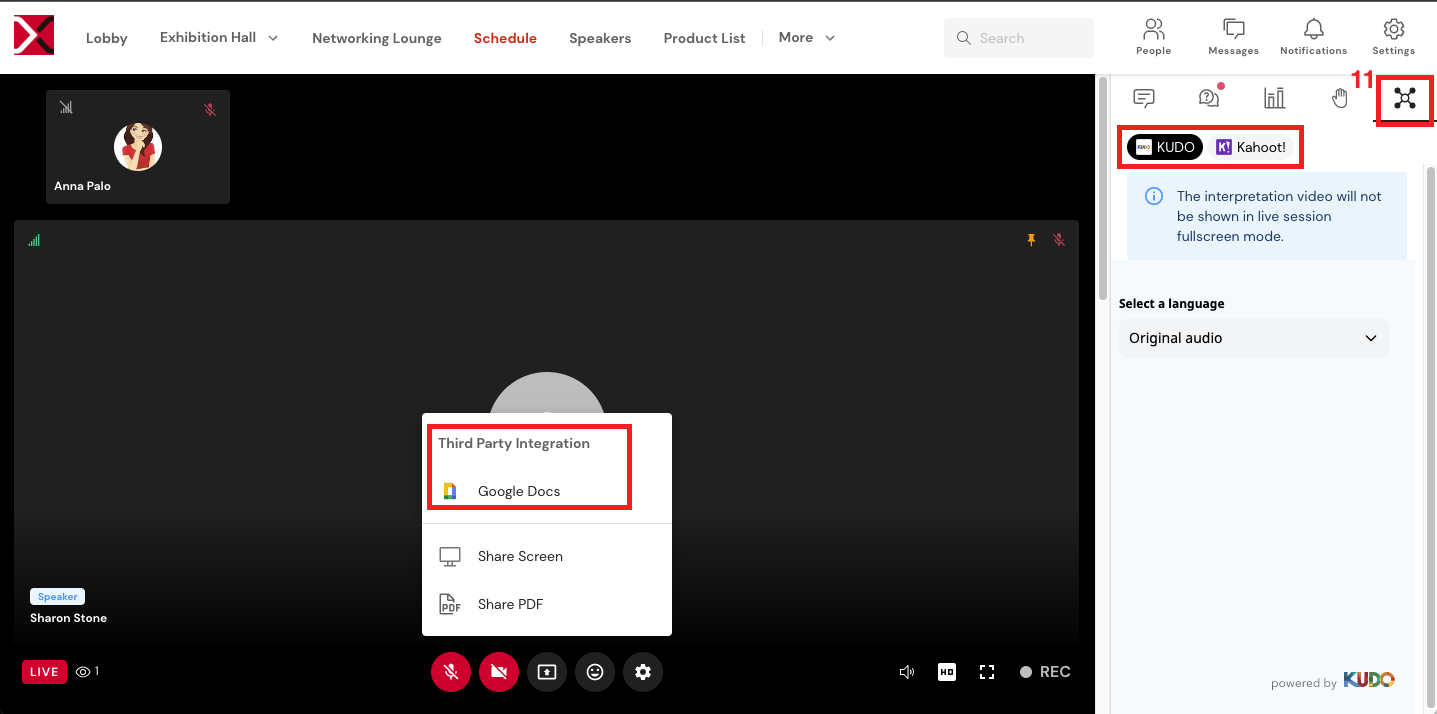 Lobby
Exhibition Hall
Networking Lounge
Schedule
Speakers
Product List
More
Search
People
Messages
Notifications
Settings
11
Anna Palo
KUDO
KUDO
K!
Kahoot!
The interpretation video will not
be shown in live session
fullscreen mode.
Select a language
Original audio
Third Party Integration
Google Docs
Share Screen
PDF
Share PDF
Speaker
Sharon Stone
LIVE
1
HD
REC
powered by KUDO